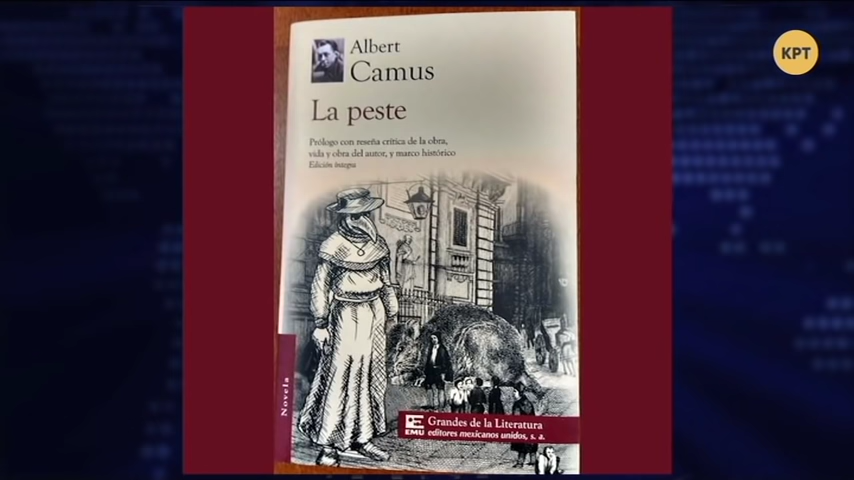 КРТ
Albert
Camus
La peste
Prólogo con reseña crítica de la obra,
vida y obra del autor, y marco histórico
Edición íntegra
Novela
EMU
Grandes de la Literatura
editores mexicanos unidos, s. a.